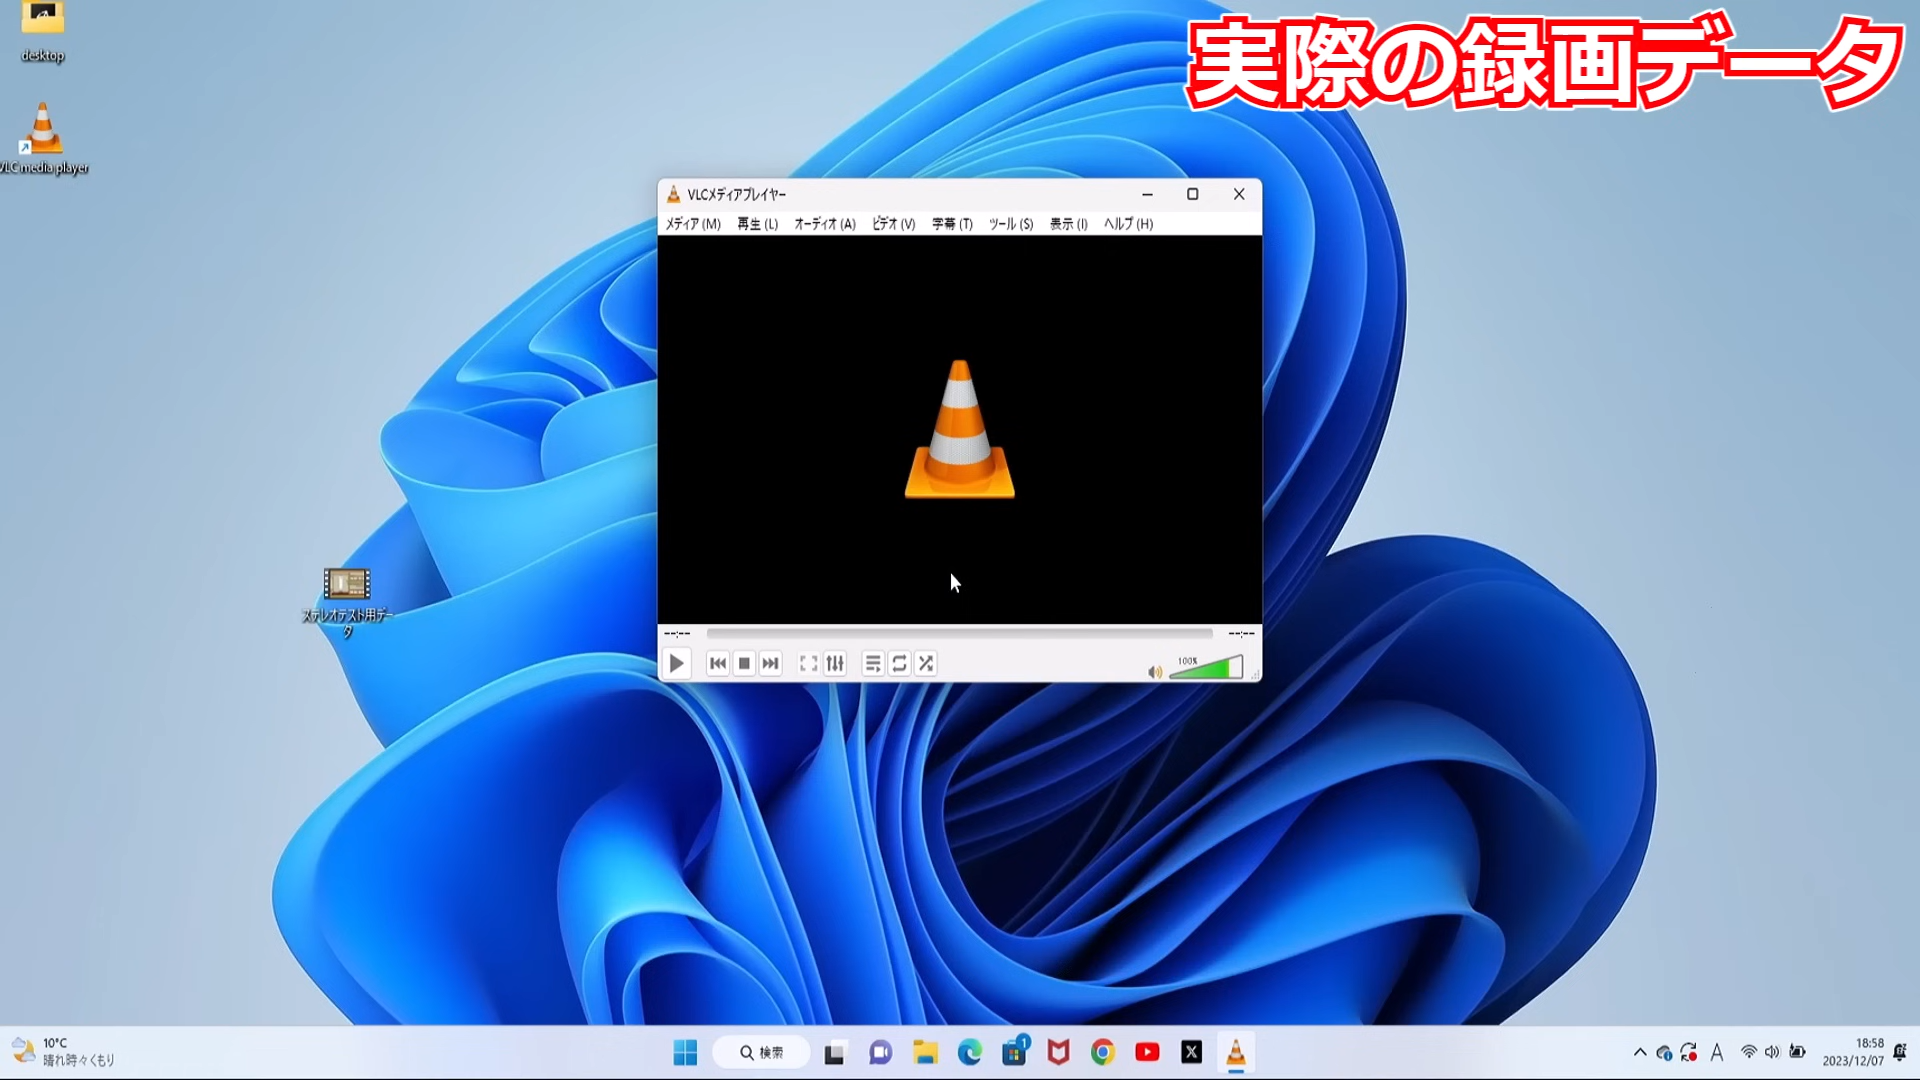 実際の録画データ
desktop
VLC media player
VLCメディアプレイヤー
メディア(M) 再生(L) オーディオ(A) ビデオ(V) 字幕(T) ツール(S) 表示(I) ヘルプ(H)
ステレオテスト用デー
タ
--:-- --:--
100%
10°C
晴れ時々くもり
検索
1
A
18:58
2023/12/07